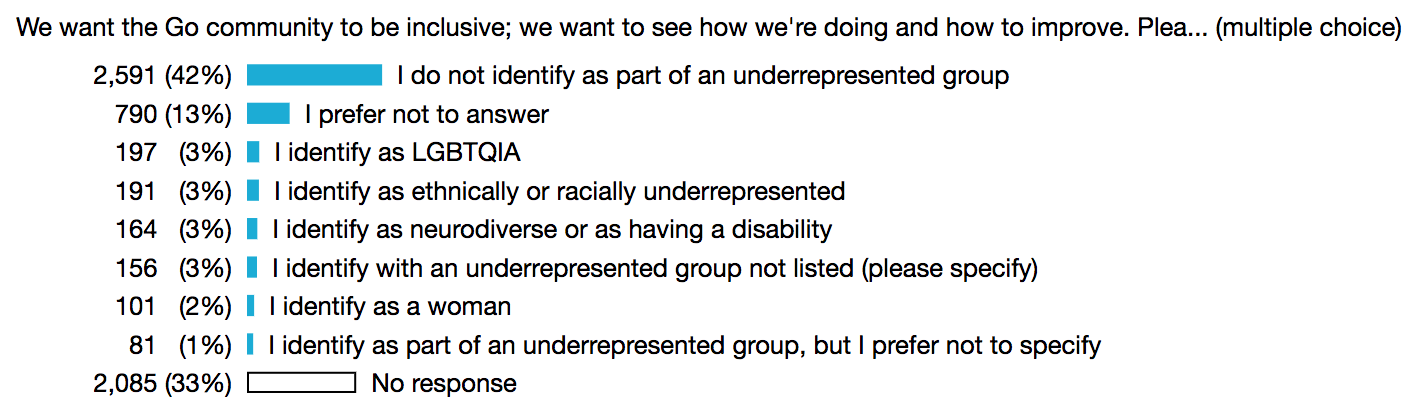 We want the Go community to be inclusive; we want to see how we're doing and how to improve. Plea... (multiple choice)
2,591 (42%) I do not identify as part of an underrepresented group
790 (13%) I prefer not to answer
197 (3%) I identify as LGBTQIA
191 (3%) I identify as ethnically or racially underrepresented
164 (3%) I identify as neurodiverse or as having a disability
156 (3%) I identify with an underrepresented group not listed (please specify)
101 (2%) I identify as a woman
81 (1%) I identify as part of an underrepresented group, but I prefer not to specify
2,085 (33%) No response